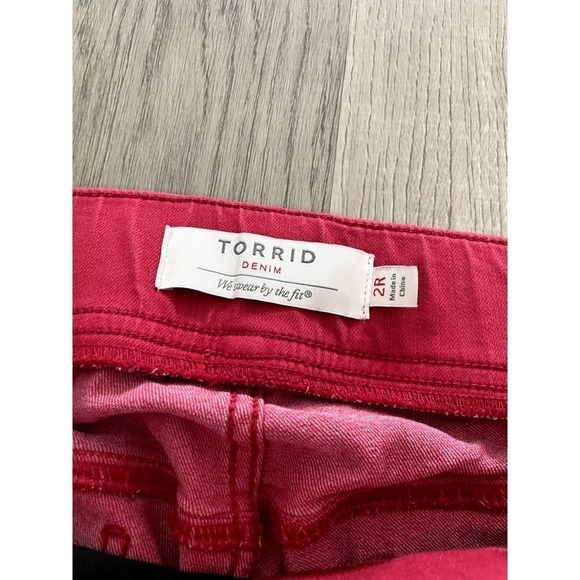 TORRID
DENIM
We swear by the fit®
2R
Made in
China